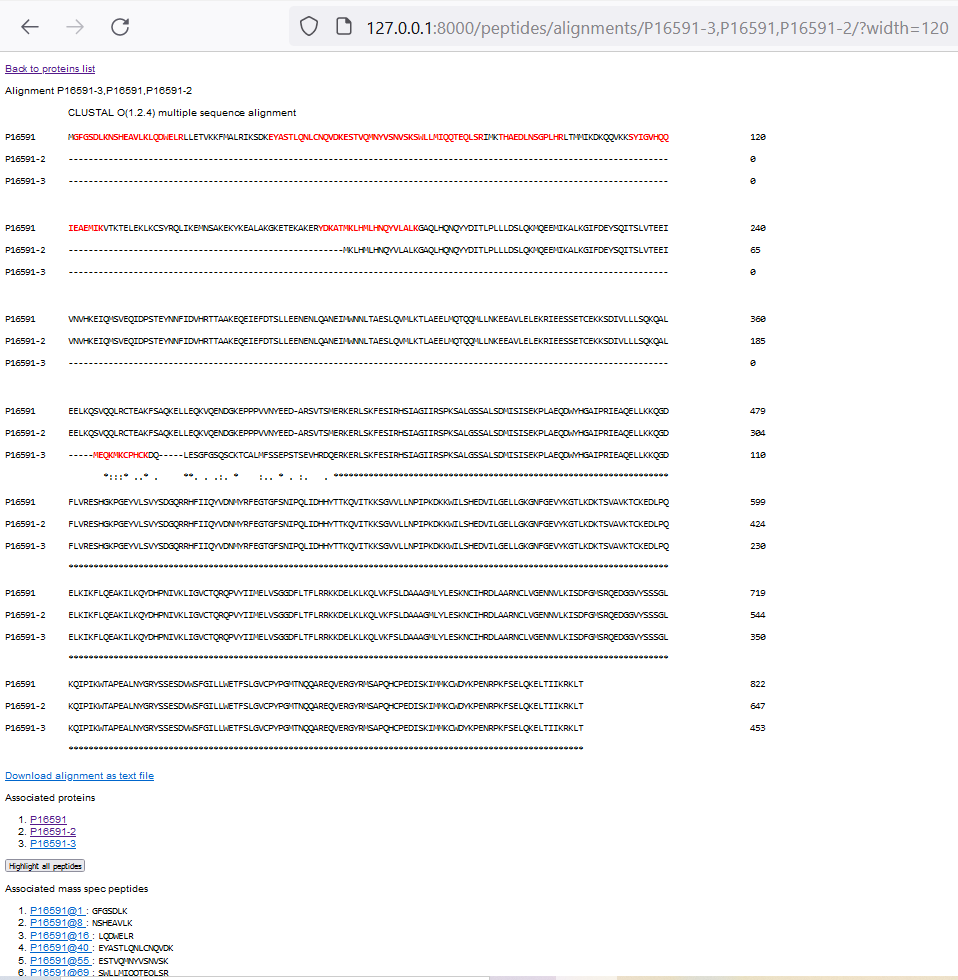 127.0.0.1:8000/peptides/alignments/P16591-3,P16591,P16591-2/?width=120
Back to proteins list
Alignment P16591-3,P16591,P16591-2
CLUSTAL O(1.2.4) multiple sequence alignment
P16591 MGFGSDLKNSHEAVLKLQDWELRLLETVKKFMALRIKSDKEYASTLQNLCNQVDKESTVQMNYVSNVSKSWLLMIQQTEQLSRIMKTHAEDLNSGPLHRLTMMIKDKQQVKKSYIGVHQQ 120
P16591-2 ------------------------------------------------------------------------------------------------------------------------ 0
P16591-3 ------------------------------------------------------------------------------------------------------------------------ 0
P16591 IEAEMIKVTKTELEKLKCSYRQLIKEMNSAKEKYKEALAKGKETEKAKERYDKATMKLHMLHNQYVLALKGAQLHQNQYYDITLPLLLDSLQKMQEEMIKALKGIFDEYSQITSLVTEEI 240
P16591-2 -------------------------------------------------------MKLHMLHNQYVLALKGAQLHQNQYYDITLPLLLDSLQKMQEEMIKALKGIFDEYSQITSLVTEEI 65
P16591-3 ------------------------------------------------------------------------------------------------------------------------ 0
P16591 VNVHKEIQMSVEQIDPSTEYNNFIDVHRTTAAKEQEIEFDTSLLEENENLQANEIMWNNLTAESLQVMLKTLAEELMQTQQMLLNKEEAVLELEKRIEESSETCEKKSDIVLLLSQKQAL 360
P16591-2 VNVHKEIQMSVEQIDPSTEYNNFIDVHRTTAAKEQEIEFDTSLLEENENLQANEIMWNNLTAESLQVMLKTLAEELMQTQQMLLNKEEAVLELEKRIEESSETCEKKSDIVLLLSQKQAL 185
P16591-3 ------------------------------------------------------------------------------------------------------------------------ 0
P16591 EELKQSVQQLRCTEAKFSAQKELLEQKVQENDGKEPPPVVNYEED-ARSVTSMERKERLSKFESIRHSIAGIIRSPKSALGSSALSDMISISEKPLAEQDWYHGAIPRIEAQELLKKQGD 479
P16591-2 EELKQSVQQLRCTEAKFSAQKELLEQKVQENDGKEPPPVVNYEED-ARSVTSMERKERLSKFESIRHSIAGIIRSPKSALGSSALSDMISISEKPLAEQDWYHGAIPRIEAQELLKKQGD 304
P16591-3 -----MEQKMKCPHCKDQ-----LESGFGSQSCKTCALMFSSEPSTSEVHRDQERKERLSKFESIRHSIAGIIRSPKSALGSSALSDMISISEKPLAEQDWYHGAIPRIEAQELLKKQGD 110
*:::* ..* .     **. . .:. *    :.. * . :.   . *******************************************************************
P16591 FLVRESHGKPGEYVLSVYSDGQRRHFIIQYVDNMYRFEGTGFSNIPQLIDHHYTTKQVITKKSGVVLLNPIPKDKKWILSHEDVILGELLGKGNFGEVYKGTLKDKTSVAVKTCKEDLPQ 599
P16591-2 FLVRESHGKPGEYVLSVYSDGQRRHFIIQYVDNMYRFEGTGFSNIPQLIDHHYTTKQVITKKSGVVLLNPIPKDKKWILSHEDVILGELLGKGNFGEVYKGTLKDKTSVAVKTCKEDLPQ 424
P16591-3 FLVRESHGKPGEYVLSVYSDGQRRHFIIQYVDNMYRFEGTGFSNIPQLIDHHYTTKQVITKKSGVVLLNPIPKDKKWILSHEDVILGELLGKGNFGEVYKGTLKDKTSVAVKTCKEDLPQ 230
************************************************************************************************************************
P16591 ELKIKFLQEAKILKQYDHPNIVKLIGVCTQRQPVYIIMELVSGGDFLTFLRRKKDELKLKQLVKFSLDAAAGMLYLESKNCIHRDLAARNCLVGENNVLKISDFGMSRQEDGGVYSSSGL 719
P16591-2 ELKIKFLQEAKILKQYDHPNIVKLIGVCTQRQPVYIIMELVSGGDFLTFLRRKKDELKLKQLVKFSLDAAAGMLYLESKNCIHRDLAARNCLVGENNVLKISDFGMSRQEDGGVYSSSGL 544
P16591-3 ELKIKFLQEAKILKQYDHPNIVKLIGVCTQRQPVYIIMELVSGGDFLTFLRRKKDELKLKQLVKFSLDAAAGMLYLESKNCIHRDLAARNCLVGENNVLKISDFGMSRQEDGGVYSSSGL 350
************************************************************************************************************************
P16591 KQIPIKWTAPEALNYGRYSSESDVWSFGILLWETFSLGVCPYPGMTNQQAREQVERGYRMSAPQHCPEDISKIMMKCWDYKPENRPKFSELQKELTIIKRKLT 822
P16591-2 KQIPIKWTAPEALNYGRYSSESDVWSFGILLWETFSLGVCPYPGMTNQQAREQVERGYRMSAPQHCPEDISKIMMKCWDYKPENRPKFSELQKELTIIKRKLT 647
P16591-3 KQIPIKWTAPEALNYGRYSSESDVWSFGILLWETFSLGVCPYPGMTNQQAREQVERGYRMSAPQHCPEDISKIMMKCWDYKPENRPKFSELQKELTIIKRKLT 453
*******************************************************************************************************
Download alignment as text file
Associated proteins
1. P16591
2. P16591-2
3. P16591-3
Highlight all peptides
Associated mass spec peptides
1. P16591@1 : GFGSDLK
2. P16591@8 : NSHEAVLK
3. P16591@16 : LQDWELR
4. P16591@40 : EYASTLQNLCNQVDK
5. P16591@55 : ESTVQMNYVSNVSK
6. P16591@69 : SWLLMIQQTEQLSR